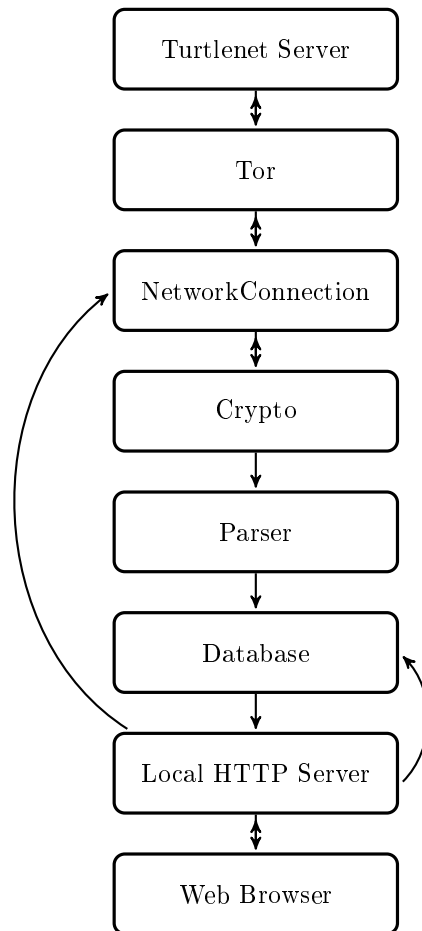 Turtlenet Server
Tor
NetworkConnection
Crypto
Parser
Database
Local HTTP Server
Web Browser